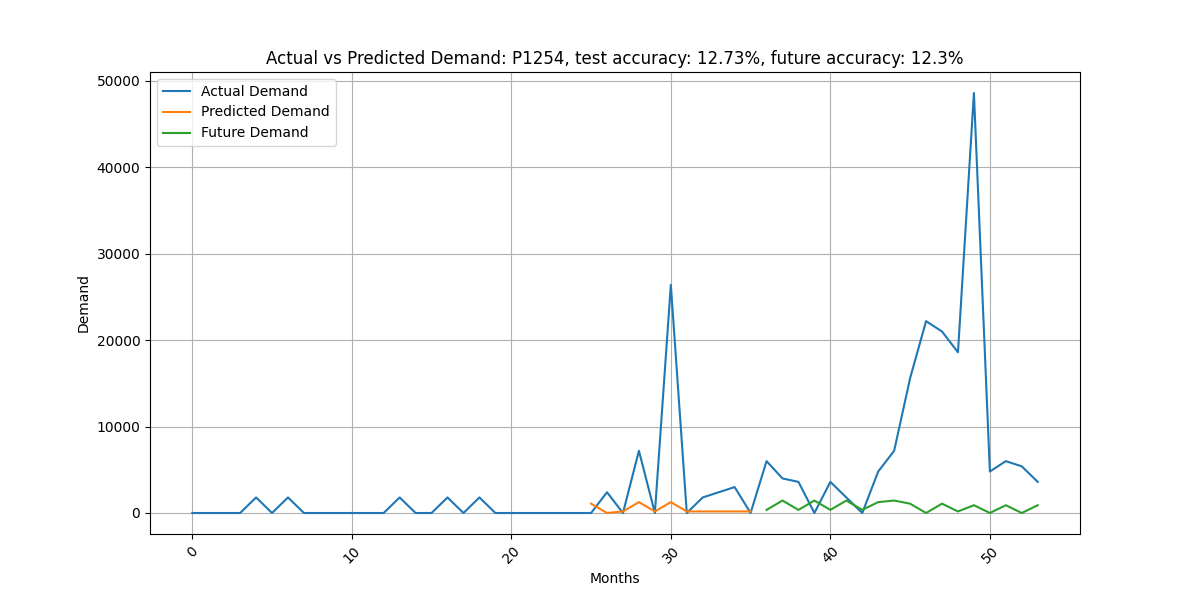 Actual vs Predicted Demand: P1254, test accuracy: 12.73%, future accuracy: 12.3%
Actual Demand
Predicted Demand
Future Demand
50000
40000
30000
20000
10000
0
Demand
0 10 20 30 40 50
Months